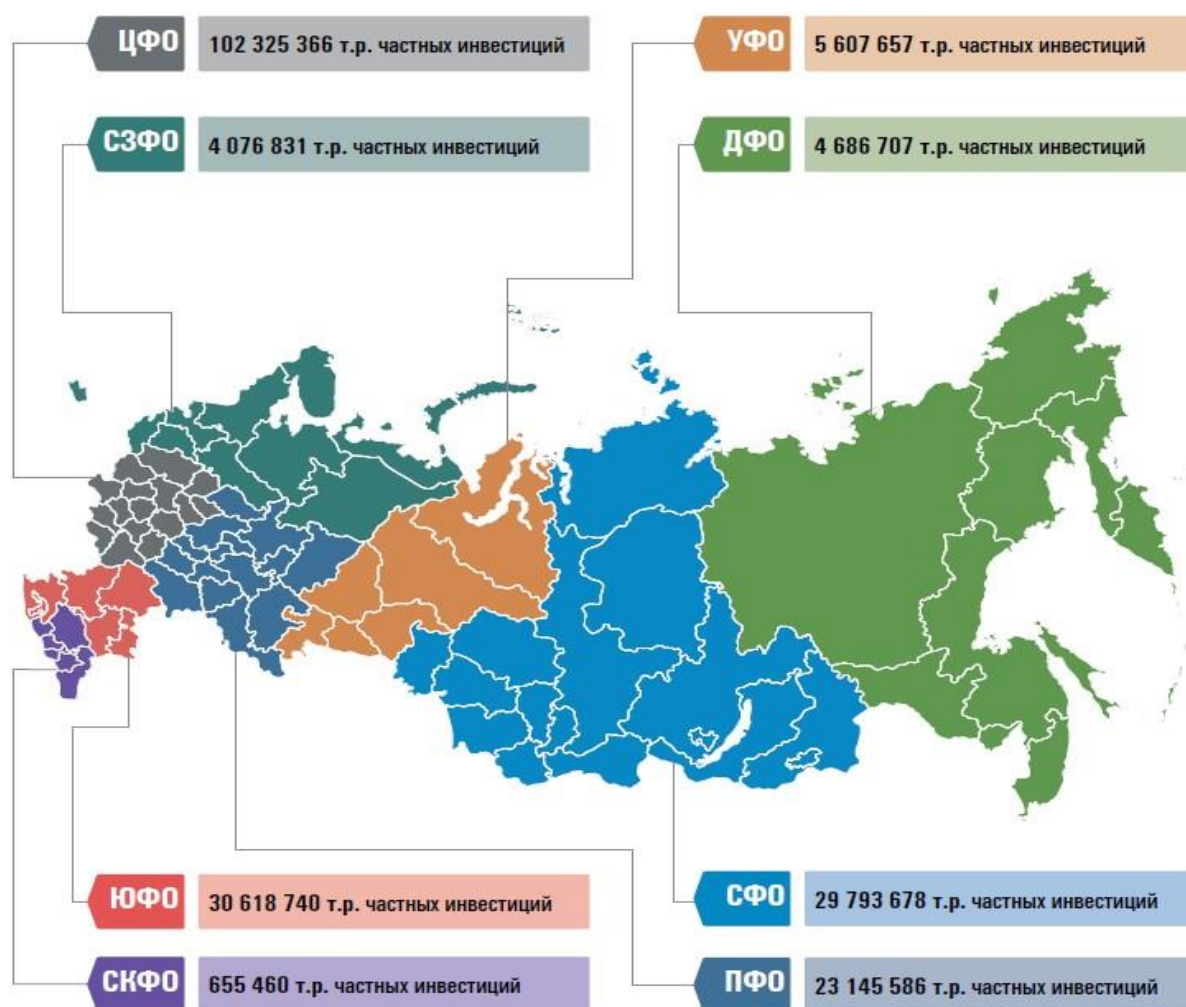 ЦФО 102 325 366 т.р. частных инвестиций
УФО 5 607 657 т.р. частных инвестиций
СЗФО 4 076 831 т.р. частных инвестиций
ДФО 4 686 707 т.р. частных инвестиций
ЮФО 30 618 740 т.р. частных инвестиций
СФО 29 793 678 т.р. частных инвестиций
СКФО 655 460 т.р. частных инвестиций
ПФО 23 145 586 т.р. частных инвестиций